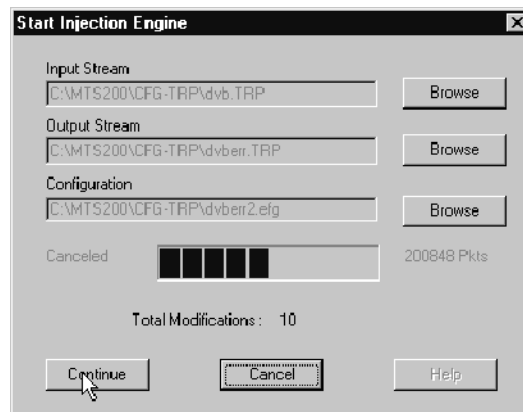 Start Injection Engine
Input Stream
C:\MTS200\CFG-TRP\dvb.TRP
Browse
Output Stream
C:\MTS200\CFG-TRP\dvberr.TRP
Browse
Configuration
C:\MTS200\CFG-TRP\dvberr2.efg
Browse
Canceled
200848 Pkts
Total Modifications : 10
Continue
Cancel
Help